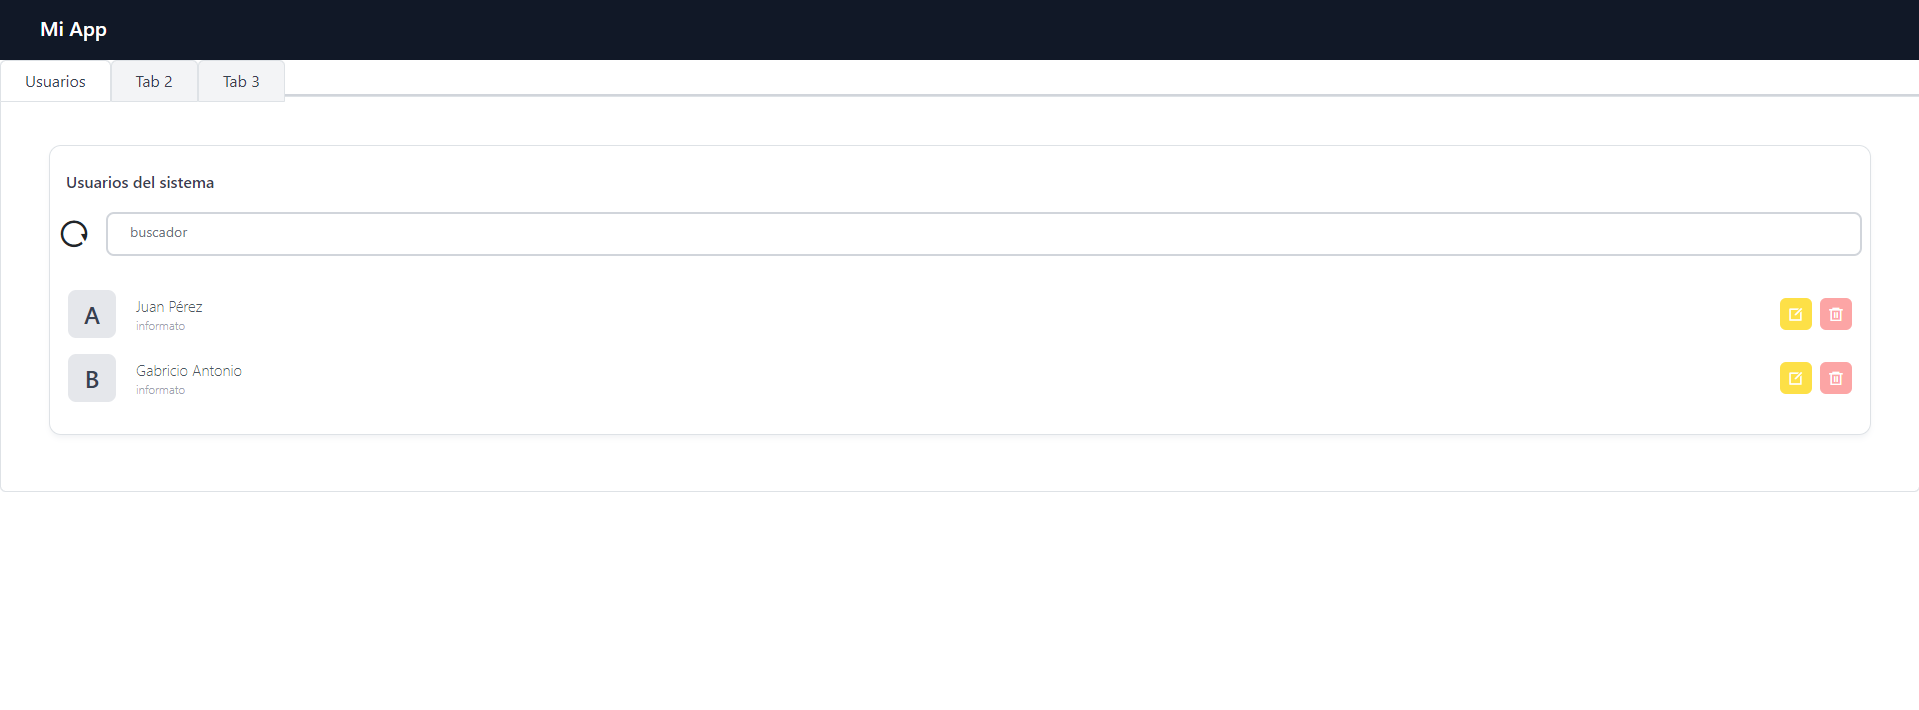 Mi App
Usuarios Tab 2 Tab 3
Usuarios del sistema
buscador
A Juan Pérez
informato
B Gabricio Antonio
informato